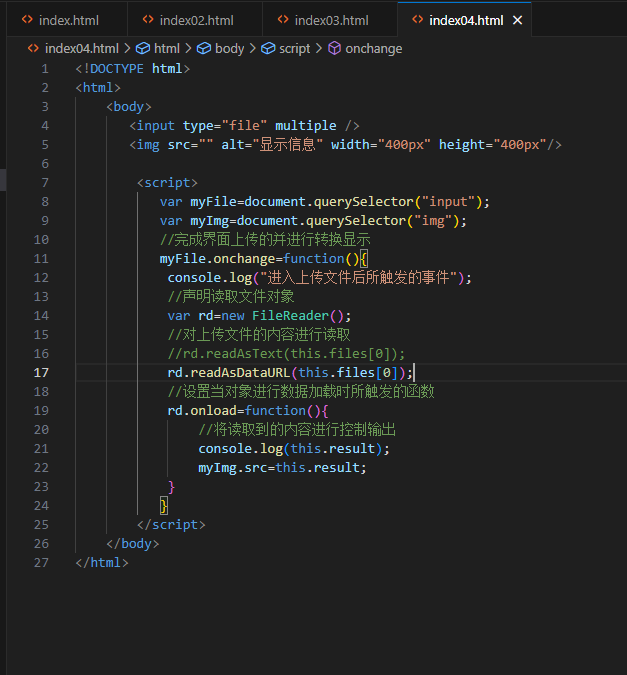 index.html index02.html index03.html index04.html
index04.html > html > body > script > onchange
1 <!DOCTYPE html>
2 <html>
3 <body>
4 <input type="file" multiple />
5 <img src="" alt="显示信息" width="400px" height="400px"/>
6
7 <script>
8 var myFile=document.querySelector("input");
9 var myImg=document.querySelector("img");
10 //完成界面上传的并进行转换显示
11 myFile.onchange=function(){
12 console.log("进入上传文件后所触发的事件");
13 //声明读取文件对象
14 var rd=new FileReader();
15 //对上传文件的内容进行读取
16 //rd.readAsText(this.files[0]);
17 rd.readAsDataURL(this.files[0]);
18 //设置当对象进行数据加载时所触发的函数
19 rd.onload=function(){
20 //将读取到的内容进行控制输出
21 console.log(this.result);
22 myImg.src=this.result;
23 }
24 }
25 </script>
26 </body>
27 </html>